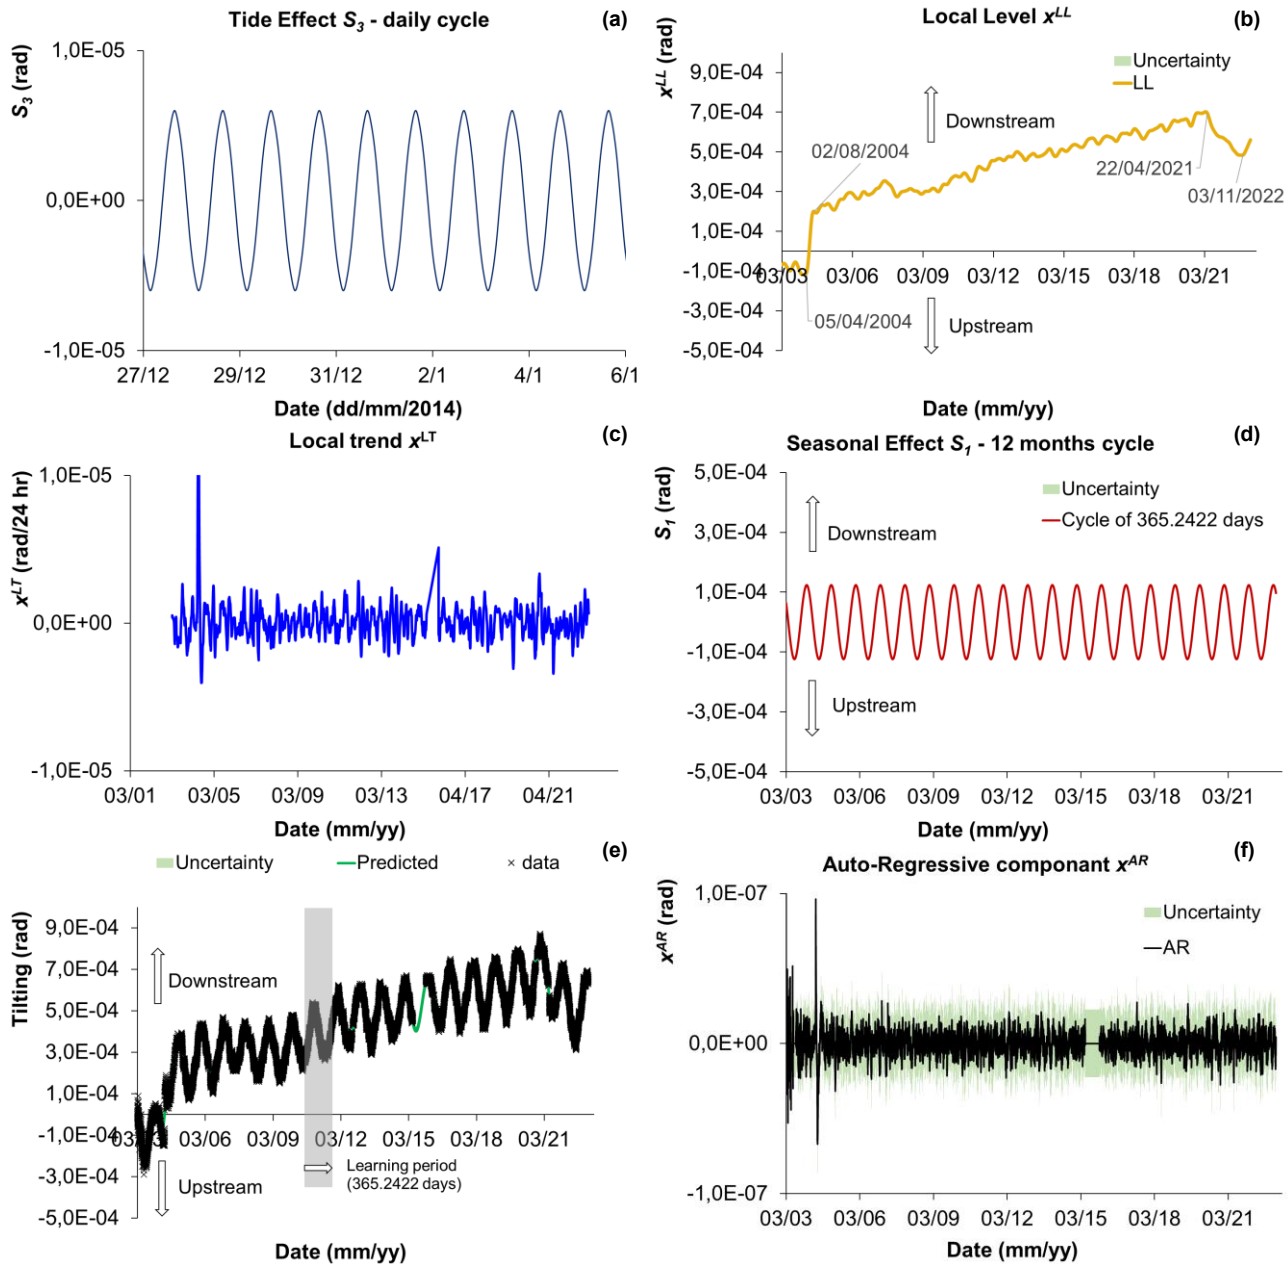 Tide Effect S3 - daily cycle
(a)
S3 (rad)
1,0E-05
0,0E+00
-1,0E-05
27/12 29/12 31/12 2/1 4/1 6/1
Date (dd/mm/2014)
Local Level xLL
(b)
xLL (rad)
Uncertainty
LL
9,0E-04
7,0E-04
5,0E-04
3,0E-04
1,0E-04
-1,0E-04
-3,0E-04
-5,0E-04
Downstream
02/08/2004
22/04/2021
03/11/2022
03/03 03/06 03/09 03/12 03/15 03/18 03/21
05/04/2004
Upstream
Date (mm/yy)
Local trend xLT
(c)
xLT (rad/24 hr)
1,0E-05
0,0E+00
-1,0E-05
03/01 03/05 03/09 03/13 04/17 04/21
Date (mm/yy)
Seasonal Effect S1 - 12 months cycle
(d)
S1 (rad)
5,0E-04
3,0E-04
1,0E-04
-1,0E-04
-3,0E-04
-5,0E-04
Uncertainty
Cycle of 365.2422 days
Downstream
Upstream
03/03 03/06 03/09 03/12 03/15 03/18 03/21
Date (mm/yy)
(e)
Uncertainty Predicted × data
Tilting (rad)
9,0E-04
7,0E-04
5,0E-04
3,0E-04
1,0E-04
-1,0E-04
-3,0E-04
-5,0E-04
Downstream
03/06 03/09 03/12 03/15 03/18 03/21
Learning period
(365.2422 days)
Upstream
Date (mm/yy)
Auto-Regressive componant xAR
(f)
xAR (rad)
1,0E-07
0,0E+00
-1,0E-07
Uncertainty
AR
03/03 03/06 03/09 03/12 03/15 03/18 03/21
Date (mm/yy)